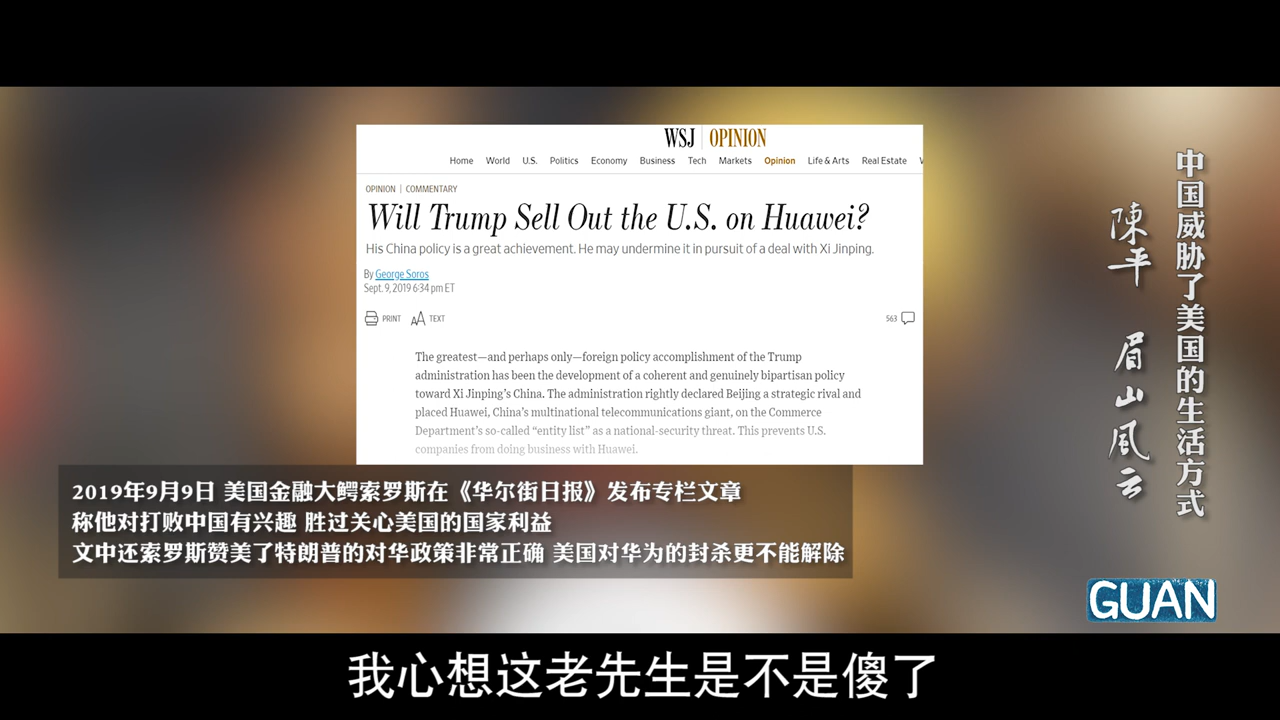 WSJ | OPINION
Home World U.S. Politics Economy Business Tech Markets Opinion Life & Arts Real Estate
OPINION | COMMENTARY
Will Trump Sell Out the U.S. on Huawei?
His China policy is a great achievement. He may undermine it in pursuit of a deal with Xi Jinping.
By George Soros
Sept. 9, 2019 6:34 pm ET
PRINT TEXT 563
The greatest—and perhaps only—foreign policy accomplishment of the Trump
administration has been the development of a coherent and genuinely bipartisan policy
toward Xi Jinping's China. The administration rightly declared Beijing a strategic rival and
placed Huawei, China's multinational telecommunications giant, on the Commerce
Department's so-called “entity list” as a national-security threat. This prevents U.S.
companies from doing business with Huawei.
2019年9月9日 美国金融大鳄索罗斯在《华尔街日报》发布专栏文章
称他对打败中国有兴趣 胜过关心美国的国家利益
文中还索罗斯赞美了特朗普的对华政策非常正确 美国对华为的封杀更不能解除
中国威胁了美国的生活方式
陳平 眉山風云
GUAN
我心想这老先生是不是傻了